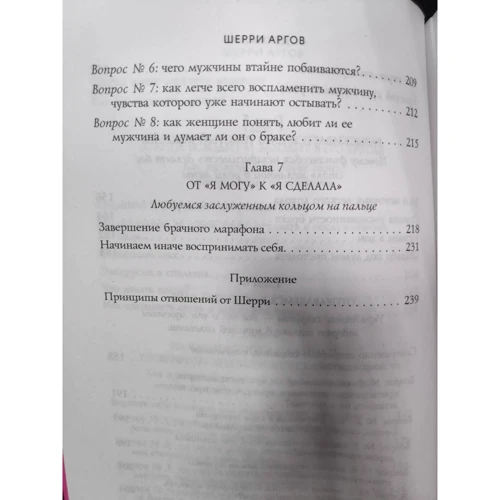 ШЕРРИ АРГОВ
Вопрос № 6: чего мужчины втайне побаиваются? . . . . . . . 209
Вопрос № 7: как легче всего воспламенить мужчину,
чувства которого уже начинают остывать? . . . . . . . . . 212
Вопрос № 8: как женщине понять, любит ли ее
мужчина и думает ли он о браке? . . . . . . . . . . . . . . . . 215
Глава 7
ОТ «Я МОГУ» К «Я СДЕЛАЛА»
Любуемся заслуженным кольцом на пальце
Завершение брачного марафона . . . . . . . . . . . . . . . . . . 218
Начинаем иначе воспринимать себя. . . . . . . . . . . . . . . . 231
Приложение
Принципы отношений от Шерри . . . . . . . . . . . . . . . . . . 239